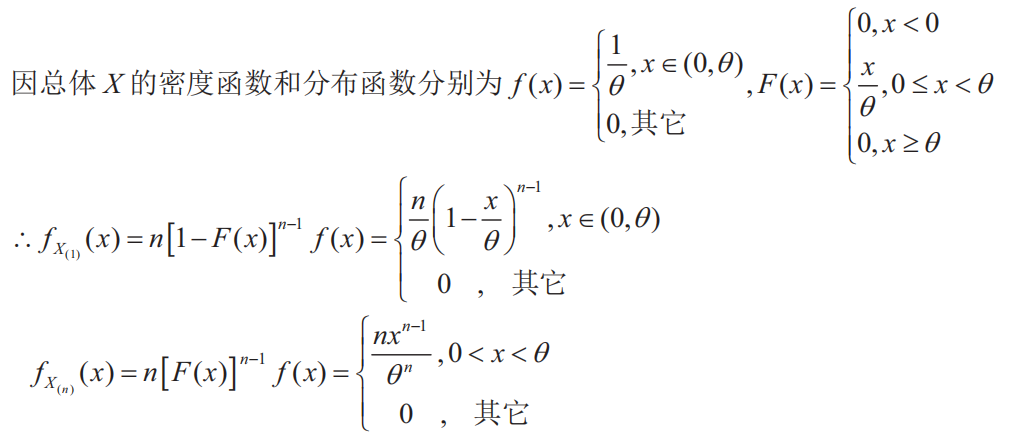 因总体 X 的密度函数和分布函数分别为 f(x) = { 1/θ, x∈(0,θ) ; 0,其它 , F(x) = { 0, x < 0 ; x/θ, 0 ≤ x < θ ; 0, x ≥ θ
∴ f_{X_{(1)}}(x) = n[1−F(x)]^{n−1} f(x) = { n/θ (1 − x/θ)^{n−1}, x∈(0,θ) ; 0 , 其它
f_{X_{(n)}}(x) = n[F(x)]^{n−1} f(x) = { nx^{n−1}/θ^n, 0 < x < θ ; 0 , 其它